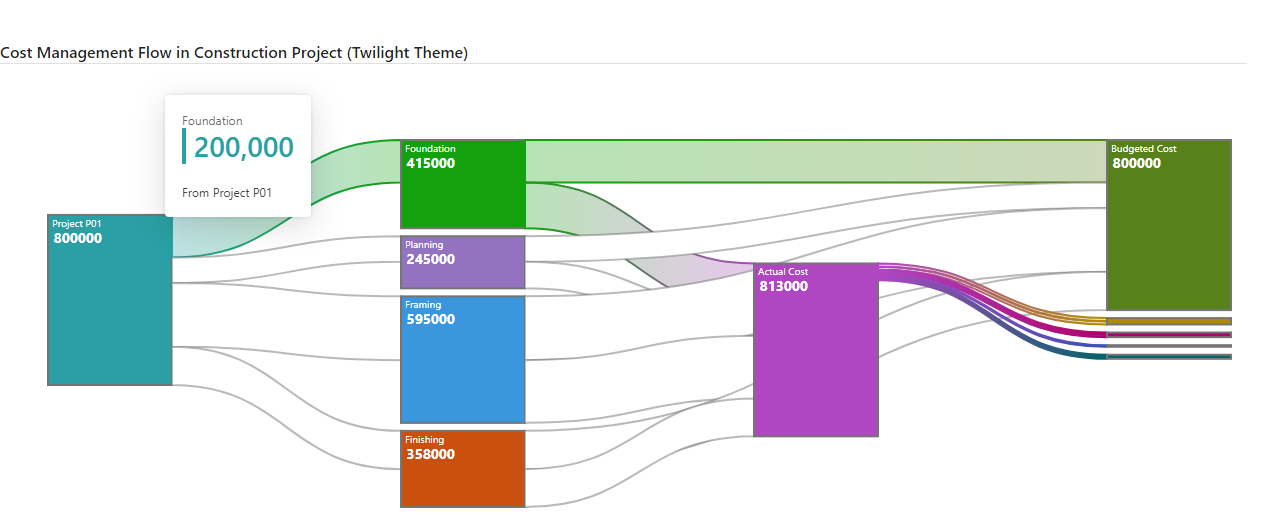 Cost Management Flow in Construction Project (Twilight Theme)
Foundation
200,000
From Project P01
Project P01
800000
Foundation
415000
Planning
245000
Framing
595000
Finishing
358000
Actual Cost
813000
Budgeted Cost
800000